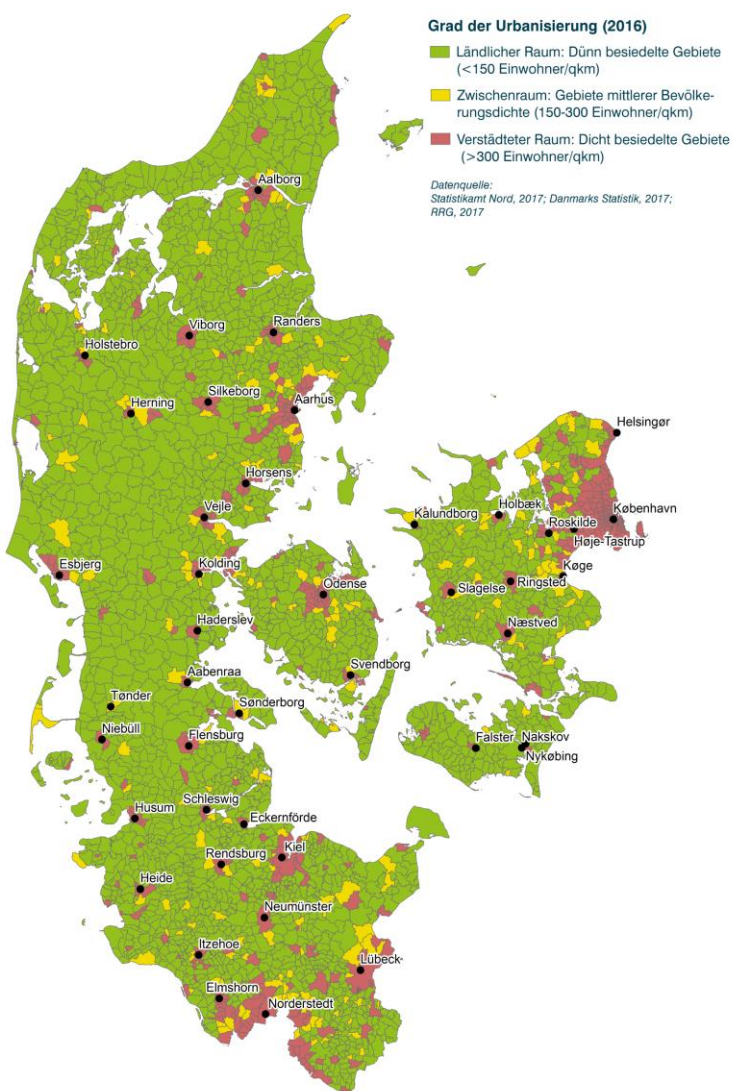 Grad der Urbanisierung (2016)
Ländlicher Raum: Dünn besiedelte Gebiete
(<150 Einwohner/qkm)
Zwischenraum: Gebiete mittlerer Bevölke-
rungsdichte (150-300 Einwohner/qkm)
Verstädteter Raum: Dicht besiedelte Gebiete
(>300 Einwohner/qkm)
Datenquelle:
Statistikamt Nord, 2017; Danmarks Statistik, 2017;
RRG, 2017
Aalborg
Viborg
Randers
Holstebro
Silkeborg
Herning
Aarhus
Helsingør
Horsens
Holbæk
København
Vejle
Kalundborg
Roskilde
Høje-Tastrup
Esbjerg
Kolding
Køge
Odense
Ringsted
Slagelse
Haderslev
Næstved
Aabenraa
Svendborg
Tønder
Sønderborg
Niebüll
Flensburg
Falster
Nakskov
Nykøbing
Schleswig
Husum
Eckernförde
Rendsburg
Kiel
Heide
Neumünster
Itzehoe
Lübeck
Elmshorn
Norderstedt